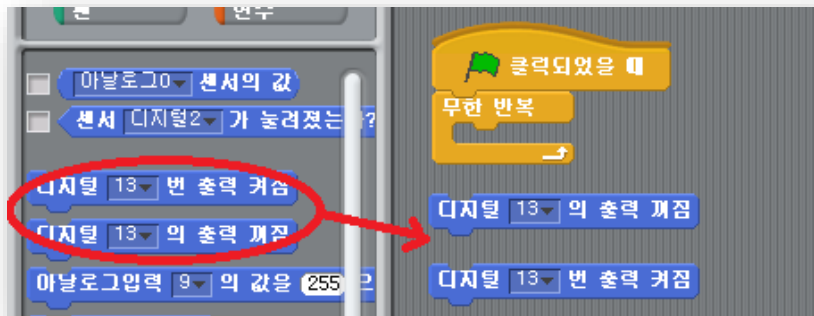 아날로그0 센서의 값
센서 디지털2 가 눌려졌는 ?
디지털 13 번 출력 켜짐
디지털 13 의 출력 꺼짐
아날로그입력 9 의 값을 255 으
클릭되었을 때
무한 반복
디지털 13 의 출력 꺼짐
디지털 13 번 출력 켜짐